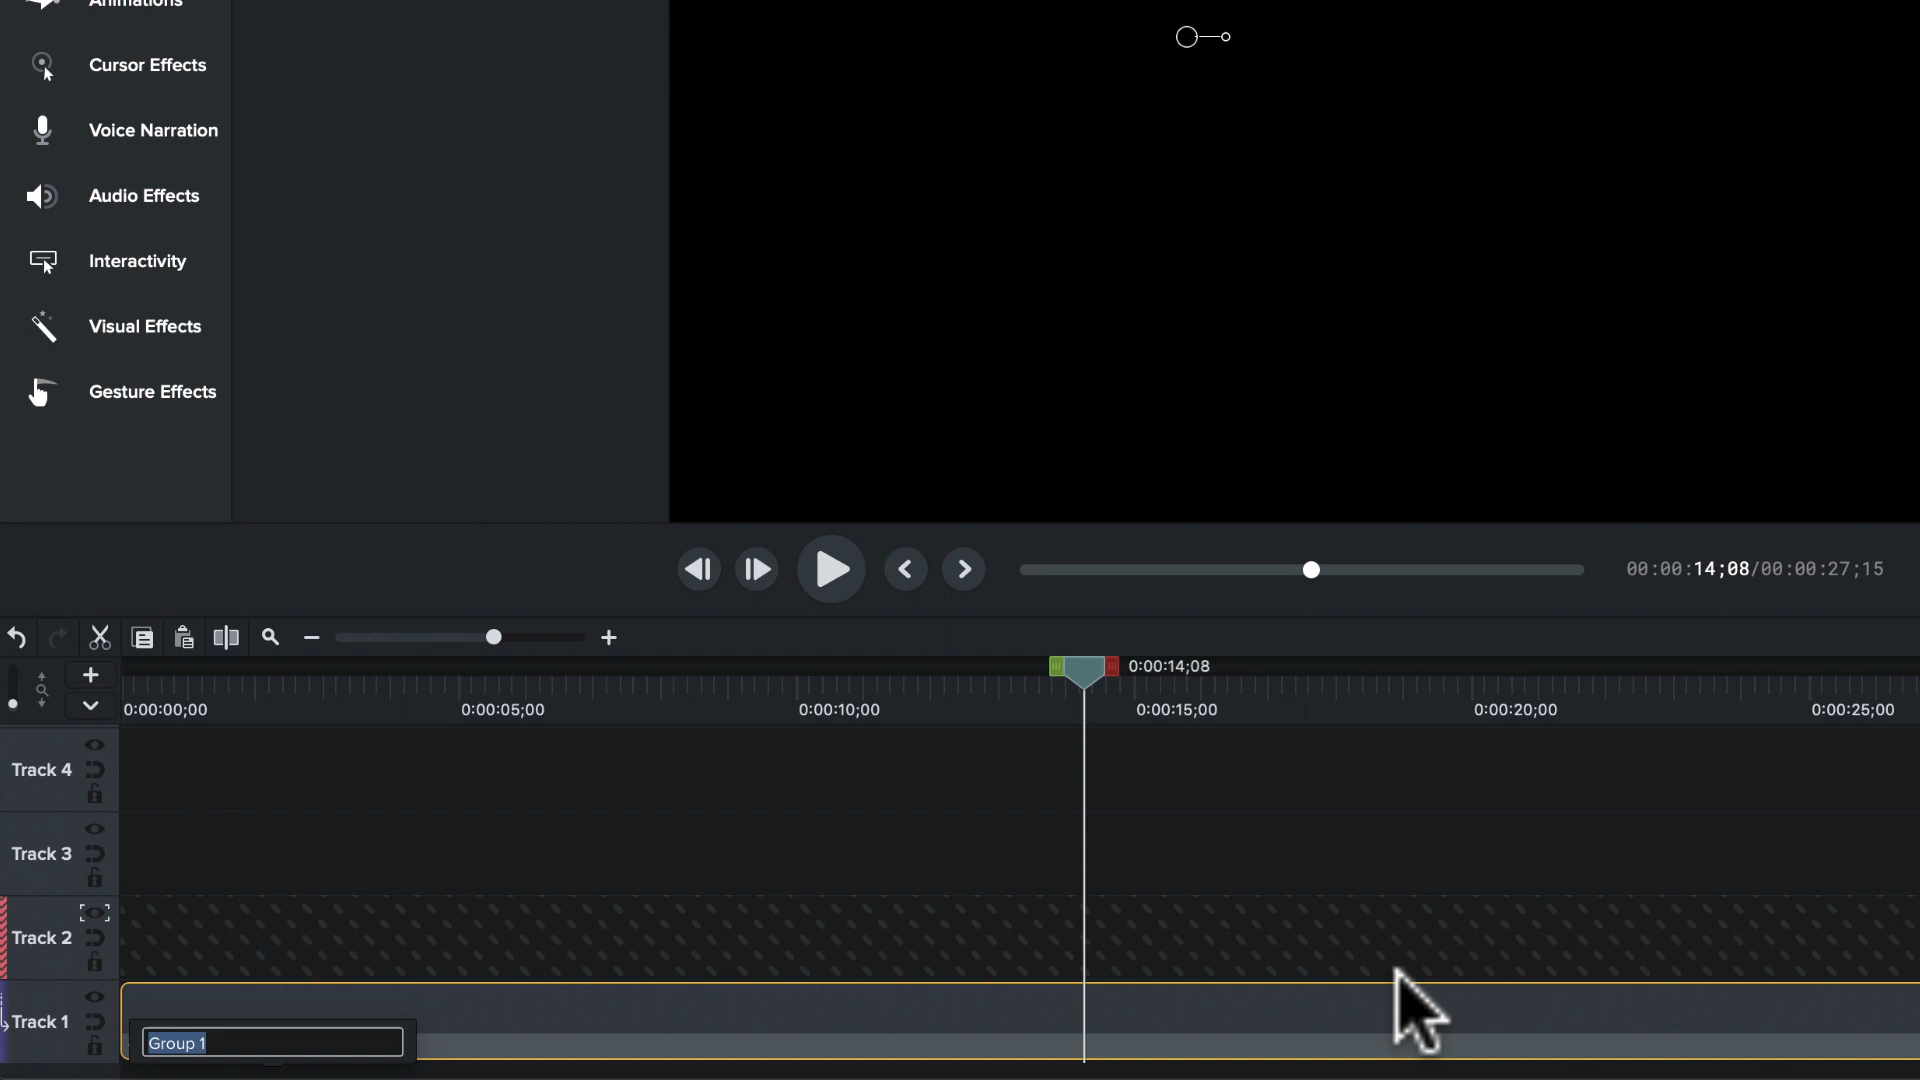 Animations
Cursor Effects
Voice Narration
Audio Effects
Interactivity
Visual Effects
Gesture Effects
00:00:14;08/00:00:27;15
0:00:14;08
0:00:00;00 0:00:05;00 0:00:10;00 0:00:15;00 0:00:20;00 0:00:25;00
Track 4
Track 3
Track 2
Track 1
Group 1